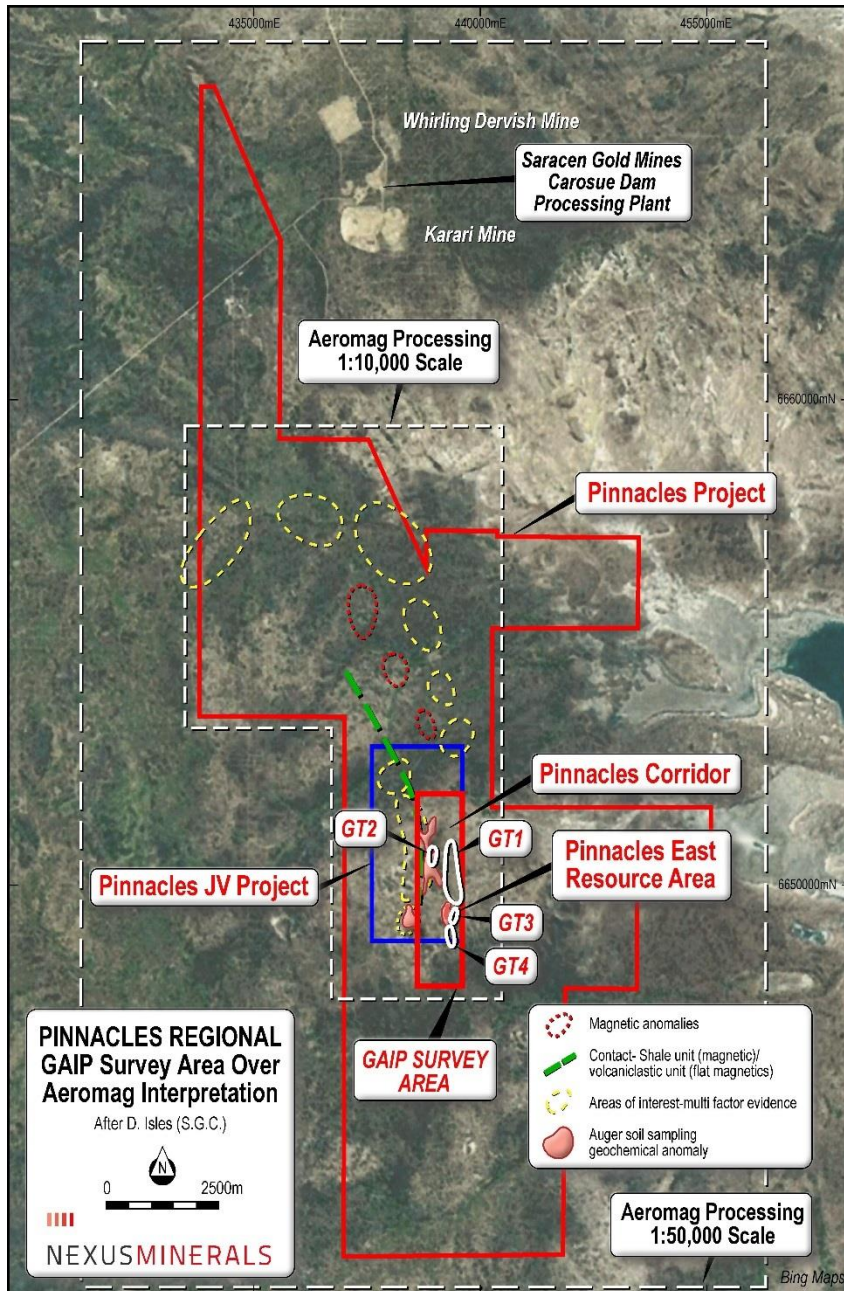 435000mE
440000mE
455000mE
Whirling Dervish Mine
Saracen Gold Mines
Carosue Dam
Processing Plant
Karari Mine
Aeromag Processing
1:10,000 Scale
6660000mN
Pinnacles Project
Pinnacles Corridor
GT2
GT1
Pinnacles East
Resource Area
Pinnacles JV Project
6650000mN
GT3
GT4
GAIP SURVEY
AREA
PINNACLES REGIONAL
GAIP Survey Area Over
Aeromag Interpretation
After D. Isles (S.G.C.)
N
0 2500m
NEXUSMINERALS
Magnetic anomalies
Contact- Shale unit (magnetic)/
volcaniclastic unit (flat magnetics)
Areas of interest-multi factor evidence
Auger soil sampling
geochemical anomaly
Aeromag Processing
1:50,000 Scale
Bing Maps